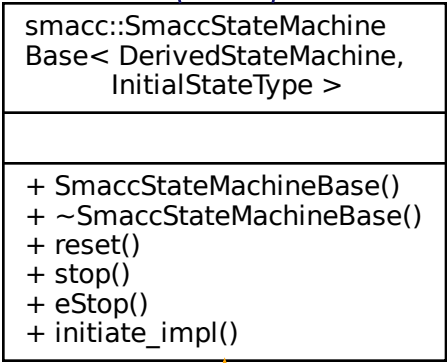 smacc::SmaccStateMachine
Base< DerivedStateMachine,
InitialStateType >
+ SmaccStateMachineBase()
+ ~SmaccStateMachineBase()
+ reset()
+ stop()
+ eStop()
+ initiate_impl()